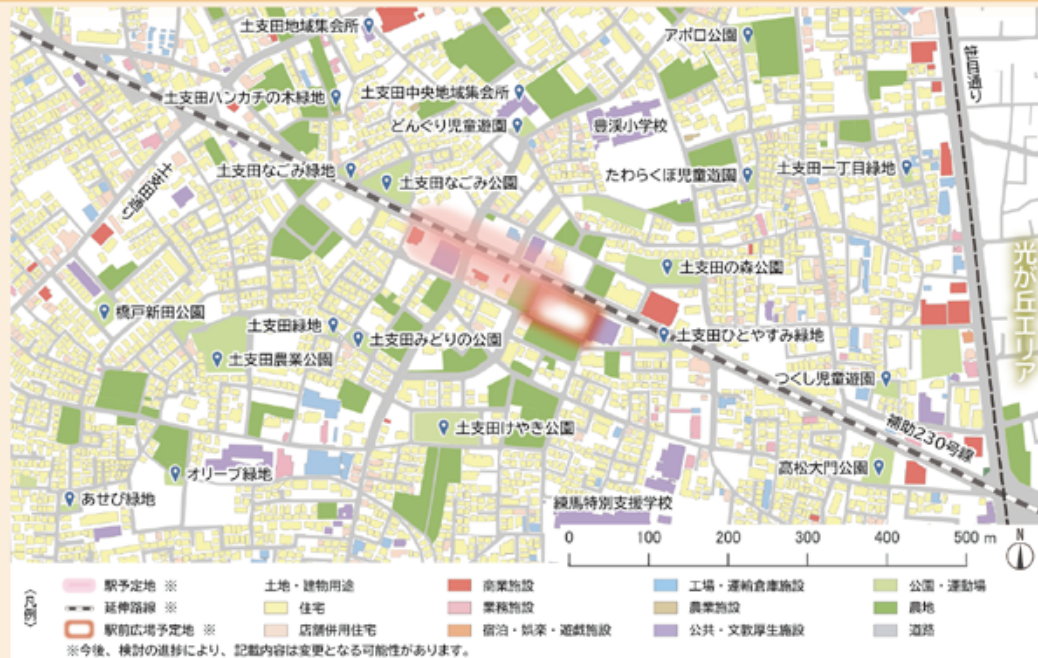 土支田地域集会所
アポロ公園
笹目通り
土支田ハンカチの木緑地
土支田中央地域集会所
どんぐり児童遊園
豊渓小学校
土支田通り
土支田なごみ緑地
土支田なごみ公園
たわらくぼ児童遊園
土支田一丁目緑地
土支田の森公園
光が丘エリア
橋戸新田公園
土支田緑地
土支田みどりの公園
土支田ひとやすみ緑地
土支田農業公園
つくし児童遊園
補助230号線
土支田けやき公園
高松大門公園
オリーブ緑地
あせび緑地
練馬特別支援学校
0 100 200 300 400 500 m
N
〈凡例〉
駅予定地 ※
延伸路線 ※
駅前広場予定地 ※
土地・建物用途
住宅
店舗併用住宅
商業施設
業務施設
宿泊・娯楽・遊戯施設
工場・運輸倉庫施設
農業施設
公共・文教厚生施設
公園・運動場
農地
道路
※今後、検討の進捗により、記載内容は変更となる可能性があります。